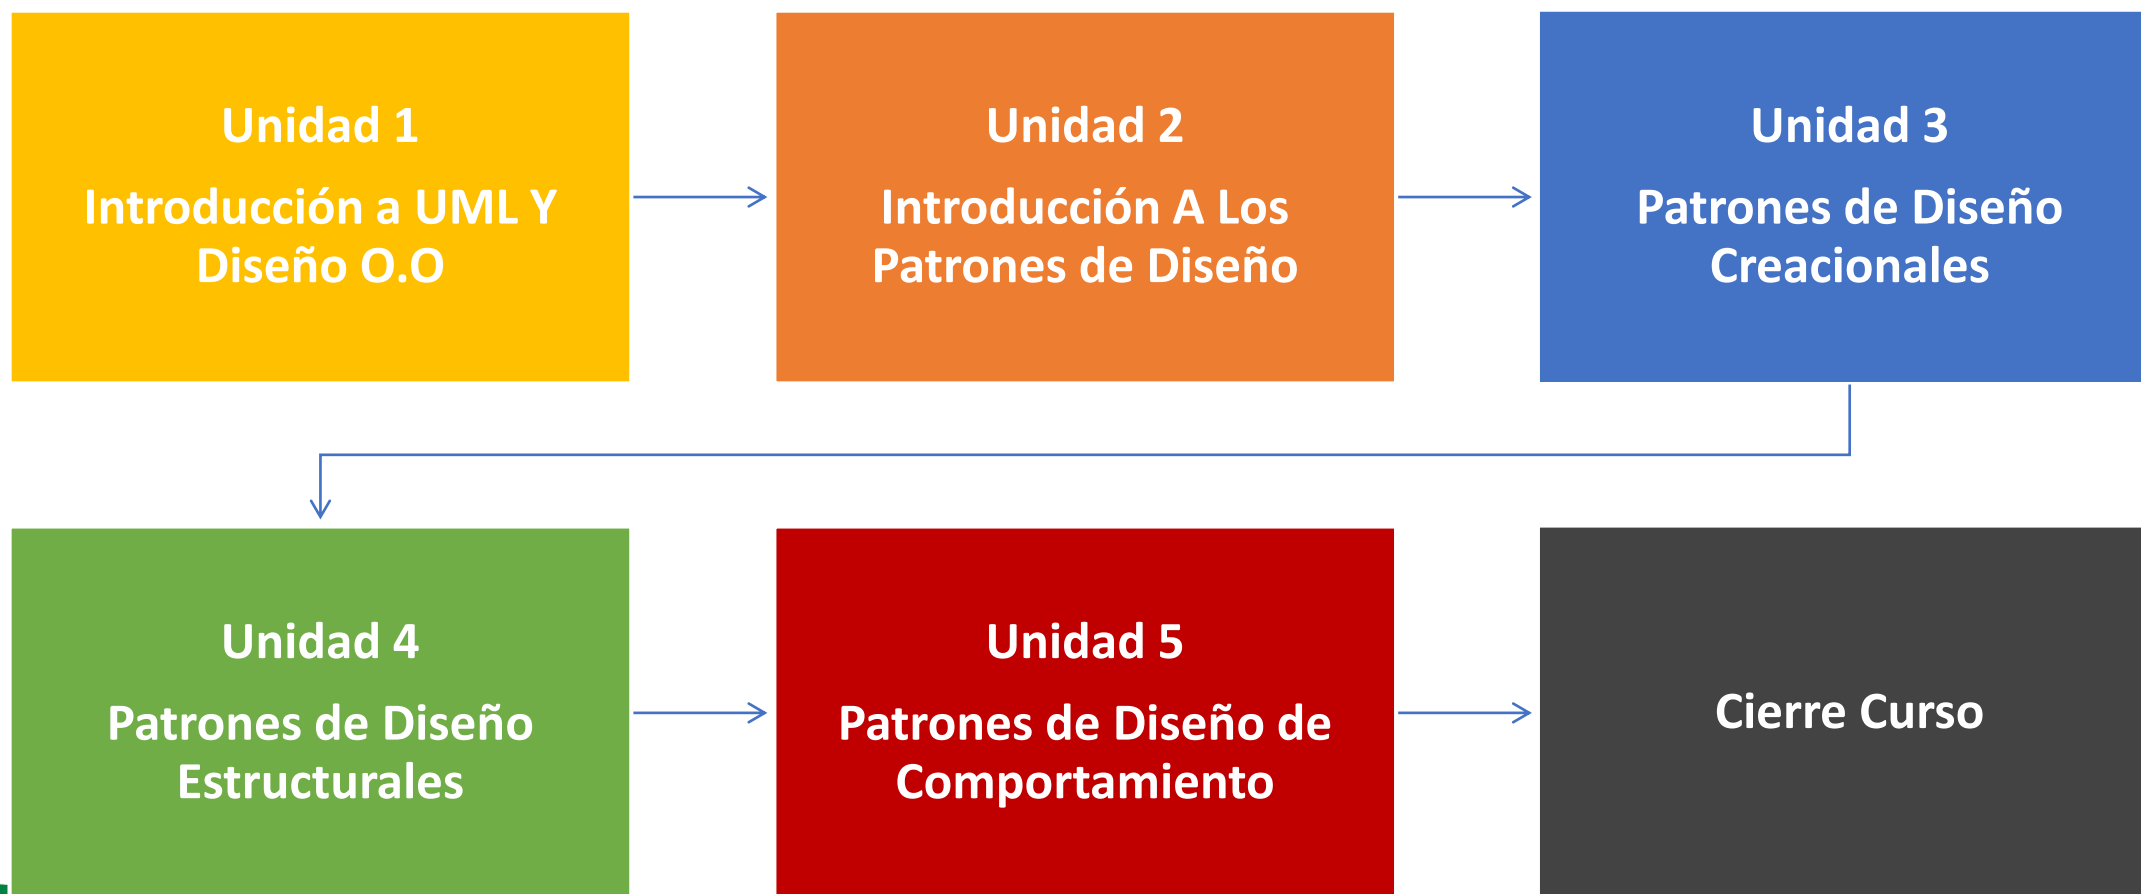 Unidad 1
Introducción a UML Y
Diseño O.O
Unidad 2
Introducción A Los
Patrones de Diseño
Unidad 3
Patrones de Diseño
Creacionales
Unidad 4
Patrones de Diseño
Estructurales
Unidad 5
Patrones de Diseño de
Comportamiento
Cierre Curso